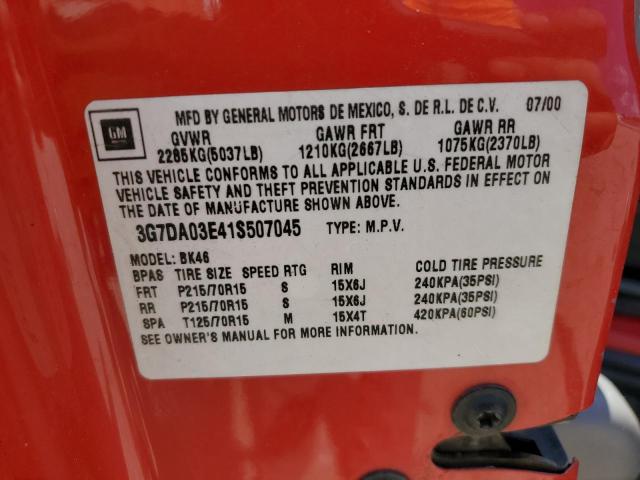 MFD BY GENERAL MOTORS DE MEXICO, S. DE R.L. DE C.V. 07/00
GM
GVWR GAWR FRT GAWR RR
2285KG(5037LB) 1210KG(2667LB) 1075KG(2370LB)
THIS VEHICLE CONFORMS TO ALL APPLICABLE U.S. FEDERAL MOTOR
VEHICLE SAFETY AND THEFT PREVENTION STANDARDS IN EFFECT ON
THE DATE OF MANUFACTURE SHOWN ABOVE.
3G7DA03E41S507045 TYPE: M.P.V.
MODEL: BK46
BPAS TIRE SIZE SPEED RTG RIM COLD TIRE PRESSURE
FRT P215/70R15 S 15X6J 240KPA(35PSI)
RR P215/70R15 S 15X6J 240KPA(35PSI)
SPA T125/70R15 M 15X4T 420KPA(60PSI)
SEE OWNER'S MANUAL FOR MORE INFORMATION.